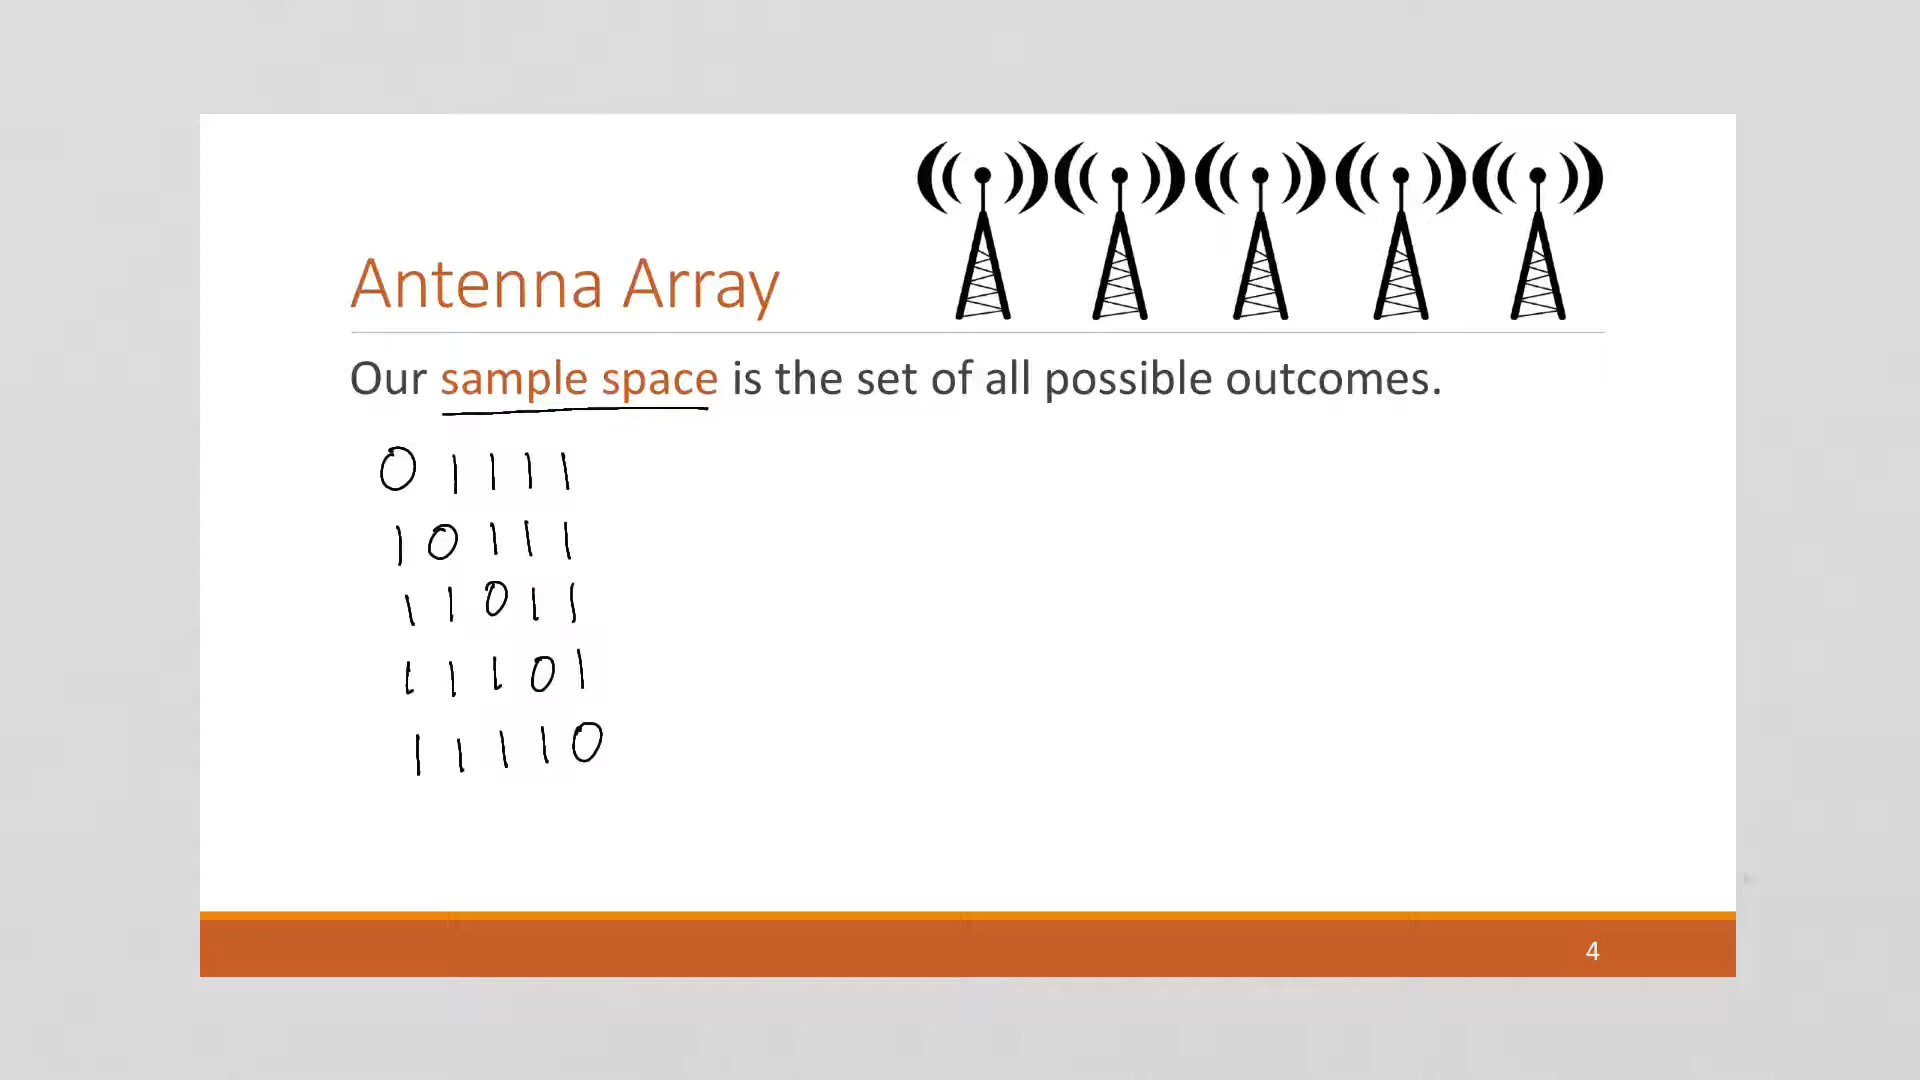 Antenna Array
Our sample space is the set of all possible outcomes.
0 1 1 1 1
1 0 1 1 1
1 1 0 1 1
1 1 1 0 1
1 1 1 1 0
4